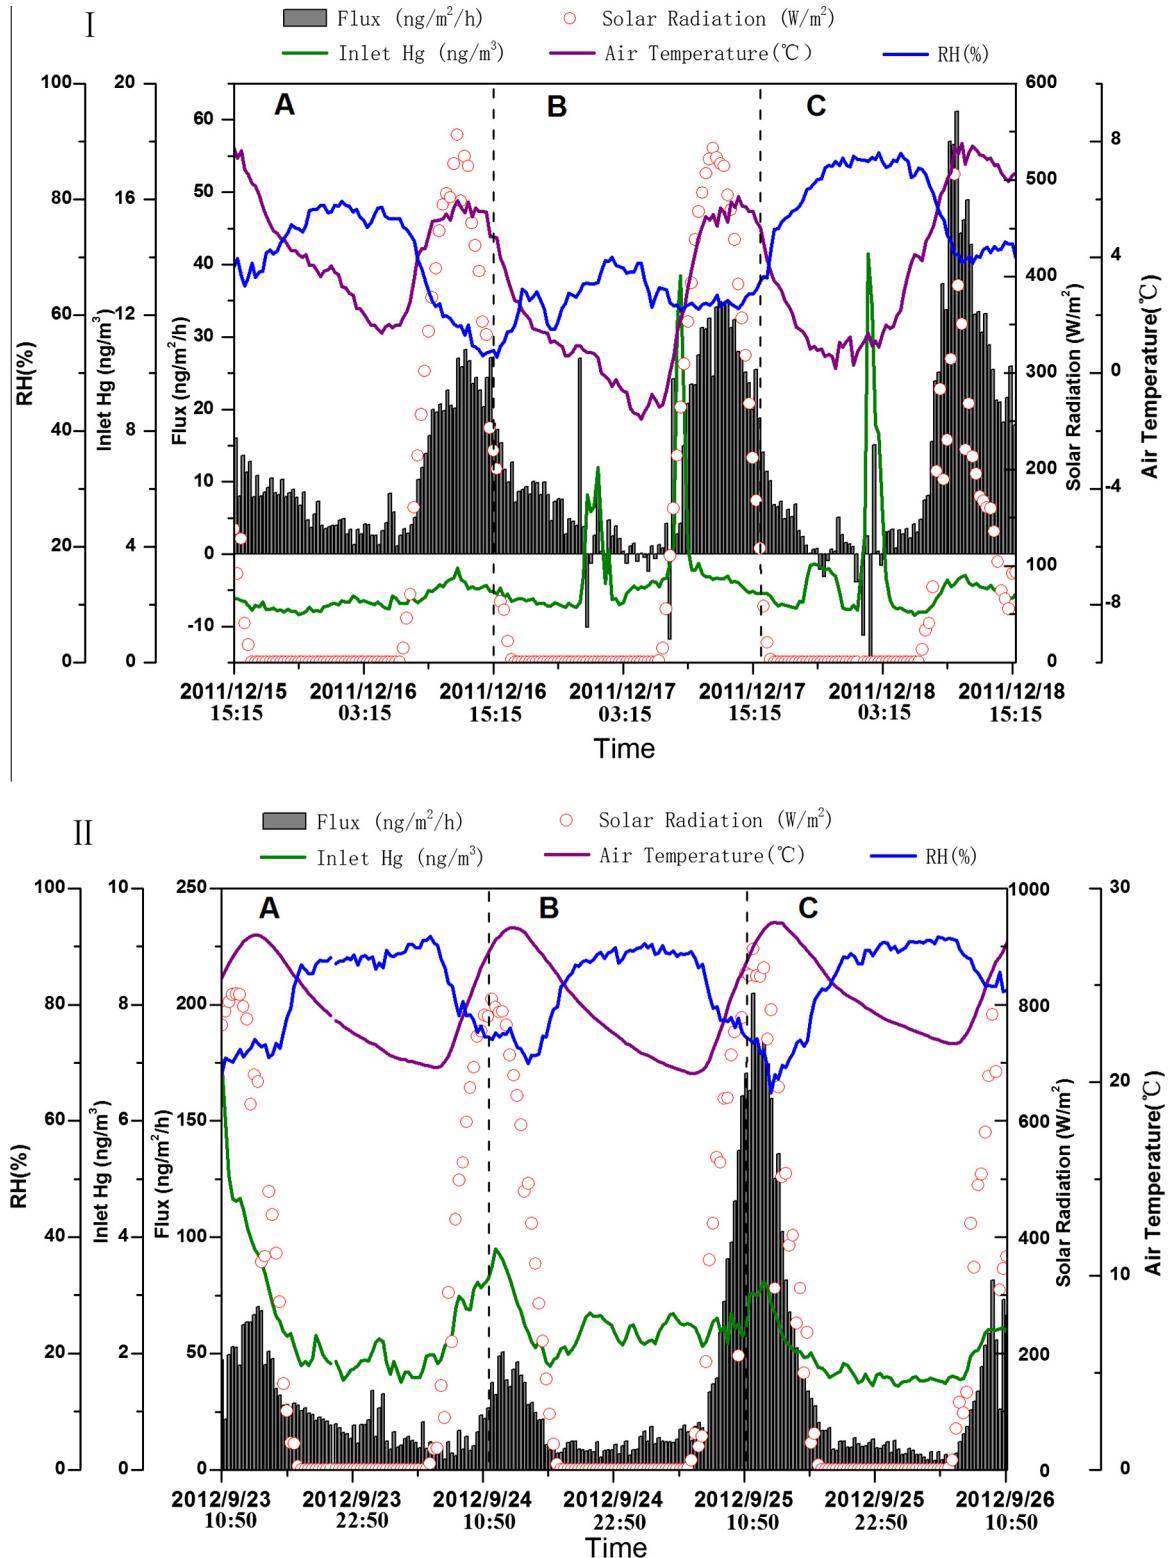 I
Flux (ng/m²/h)
Solar Radiation (W/m²)
Inlet Hg (ng/m³)
Air Temperature(℃)
RH(%)
100
80
60
40
20
0
RH(%)
20
16
12
8
4
0
Inlet Hg (ng/m³)
60
50
40
30
20
10
0
-10
Flux (ng/m²/h)
A
B
C
600
500
400
300
200
100
0
Solar Radiation (W/m²)
8
4
0
-4
-8
Air Temperature(℃)
2011/12/15 2011/12/16 2011/12/16 2011/12/17 2011/12/17 2011/12/18 2011/12/18
15:15 03:15 15:15 03:15 15:15 03:15 15:15
Time
II
Flux (ng/m²/h)
Solar Radiation (W/m²)
Inlet Hg (ng/m³)
Air Temperature(℃)
RH(%)
100
80
60
40
20
0
RH(%)
10
8
6
4
2
0
Inlet Hg (ng/m³)
250
225
200
175
150
125
100
75
50
25
0
Flux (ng/m²/h)
A
B
C
1000
800
600
400
200
0
Solar Radiation (W/m²)
30
20
10
0
Air Temperature(℃)
2012/9/23 2012/9/23 2012/9/24 2012/9/24 2012/9/25 2012/9/25 2012/9/26
10:50 22:50 10:50 22:50 10:50 22:50 10:50
Time